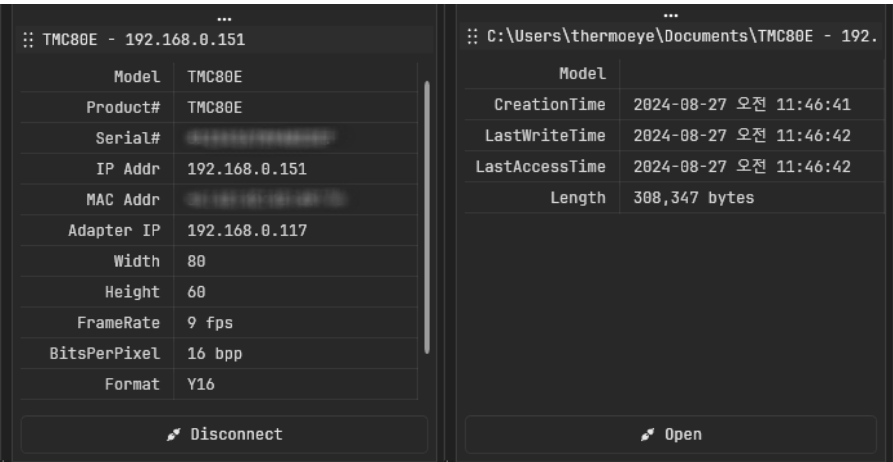 ...
TMC80E - 192.168.0.151
Model TMC80E
Product# TMC80E
Serial#
IP Addr 192.168.0.151
MAC Addr
Adapter IP 192.168.0.117
Width 80
Height 60
FrameRate 9 fps
BitsPerPixel 16 bpp
Format Y16
Disconnect
...
C:\Users\thermoeye\Documents\TMC80E - 192.
Model
CreationTime 2024-08-27 오전 11:46:41
LastWriteTime 2024-08-27 오전 11:46:42
LastAccessTime 2024-08-27 오전 11:46:42
Length 308,347 bytes
Open